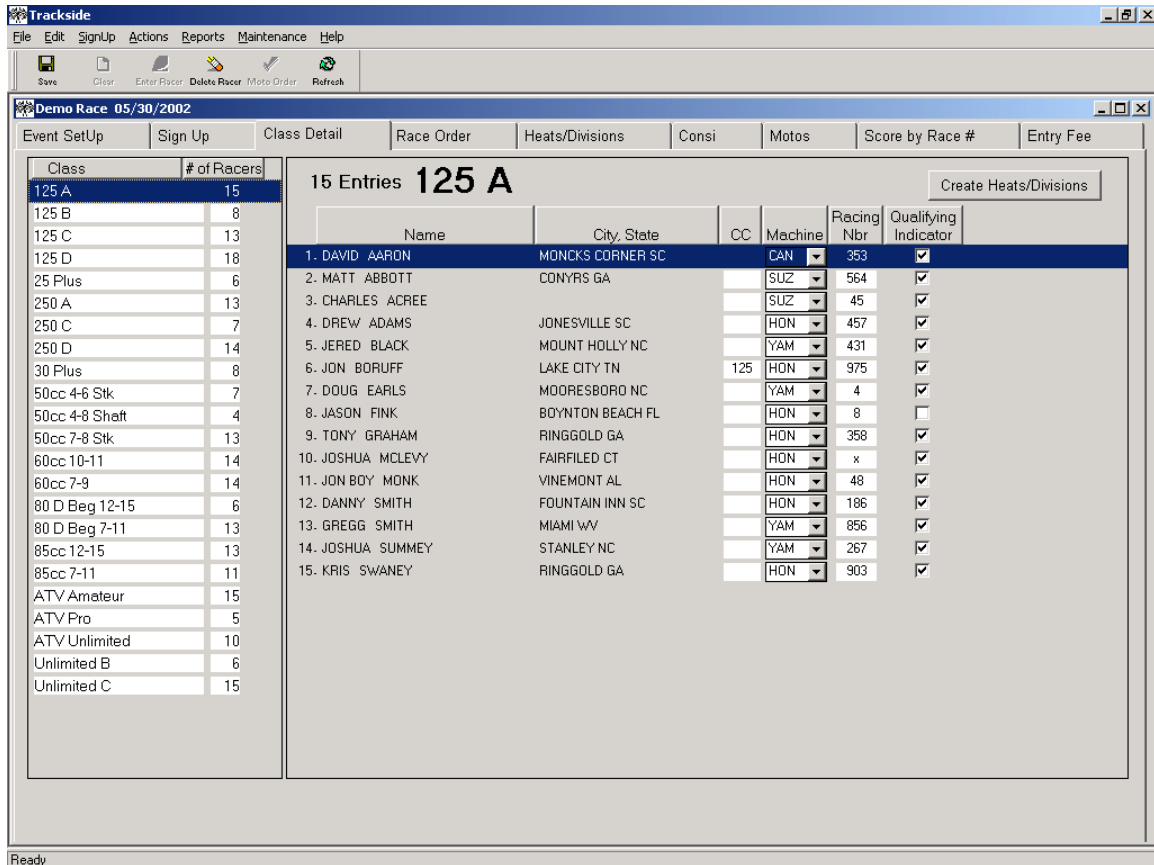 Trackside
File Edit SignUp Actions Reports Maintenance Help
Save Clear Enter Racer Delete Racer Moto Order Refresh
Demo Race 05/30/2002
Event SetUp Sign Up Class Detail Race Order Heats/Divisions Consi Motos Score by Race # Entry Fee
Class # of Racers
125 A 15
125 B 8
125 C 13
125 D 18
25 Plus 6
250 A 13
250 C 7
250 D 14
30 Plus 8
50cc 4-6 Stk 7
50cc 4-8 Shaft 4
50cc 7-8 Stk 13
60cc 10-11 14
60cc 7-9 14
80 D Beg 12-15 6
80 D Beg 7-11 13
85cc 12-15 13
85cc 7-11 11
ATV Amateur 15
ATV Pro 5
ATV Unlimited 10
Unlimited B 6
Unlimited C 15
15 Entries 125 A
Create Heats/Divisions
Name City, State CC Machine Racing Nbr Qualifying Indicator
1. DAVID AARON MONCKS CORNER SC CAN 353
2. MATT ABBOTT CONYRS GA SUZ 564
3. CHARLES ACREE SUZ 45
4. DREW ADAMS JONESVILLE SC HON 457
5. JERED BLACK MOUNT HOLLY NC YAM 431
6. JON BORUFF LAKE CITY TN 125 HON 975
7. DOUG EARLS MOORESBORO NC YAM 4
8. JASON FINK BOYNTON BEACH FL HON 8
9. TONY GRAHAM RINGGOLD GA HON 358
10. JOSHUA MCLEVY FAIRFILED CT HON x
11. JON BOY MONK VINEMONT AL HON 48
12. DANNY SMITH FOUNTAIN INN SC HON 186
13. GREGG SMITH MIAMI WV YAM 856
14. JOSHUA SUMMEY STANLEY NC YAM 267
15. KRIS SWANEY RINGGOLD GA HON 903
Ready